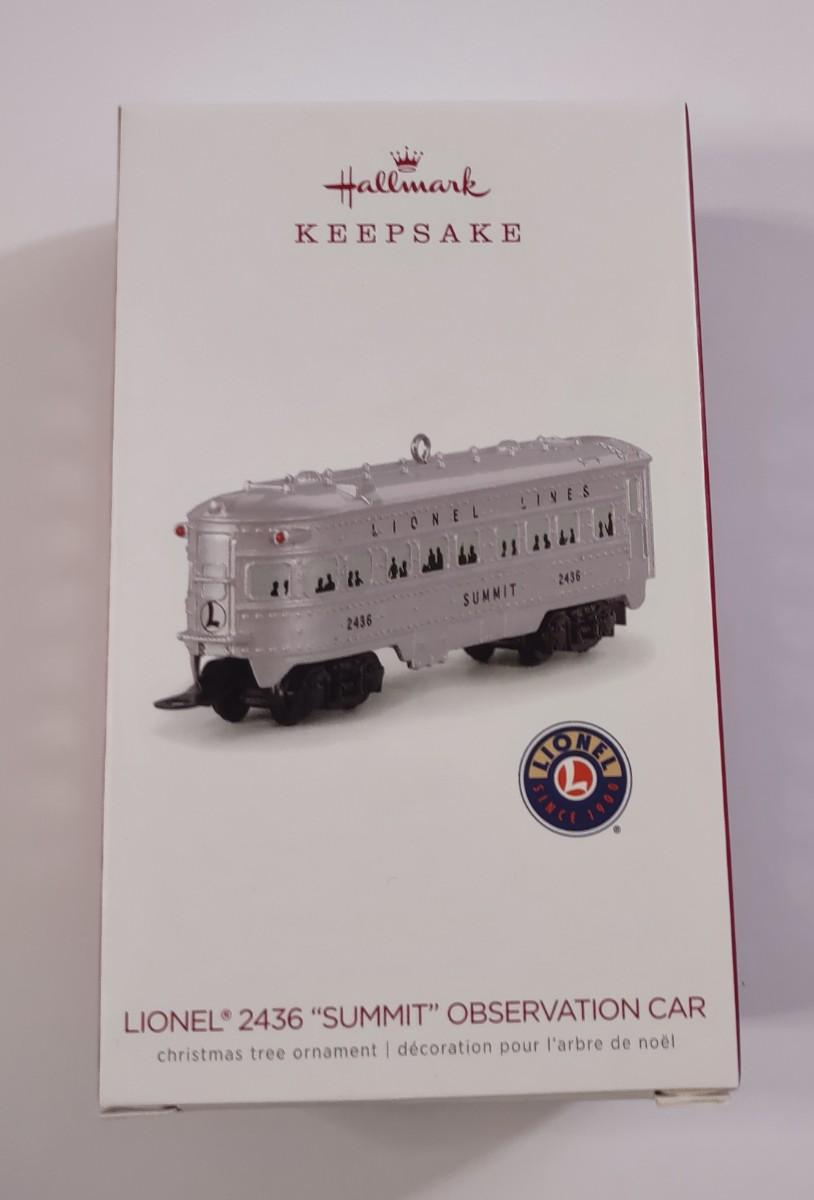 Hallmark
KEEPSAKE
LIONEL LINES
2436
SUMMIT
2436
L
LIONEL
L
SINCE 1900
®
LIONEL® 2436 “SUMMIT” OBSERVATION CAR
christmas tree ornament | décoration pour l'arbre de noël